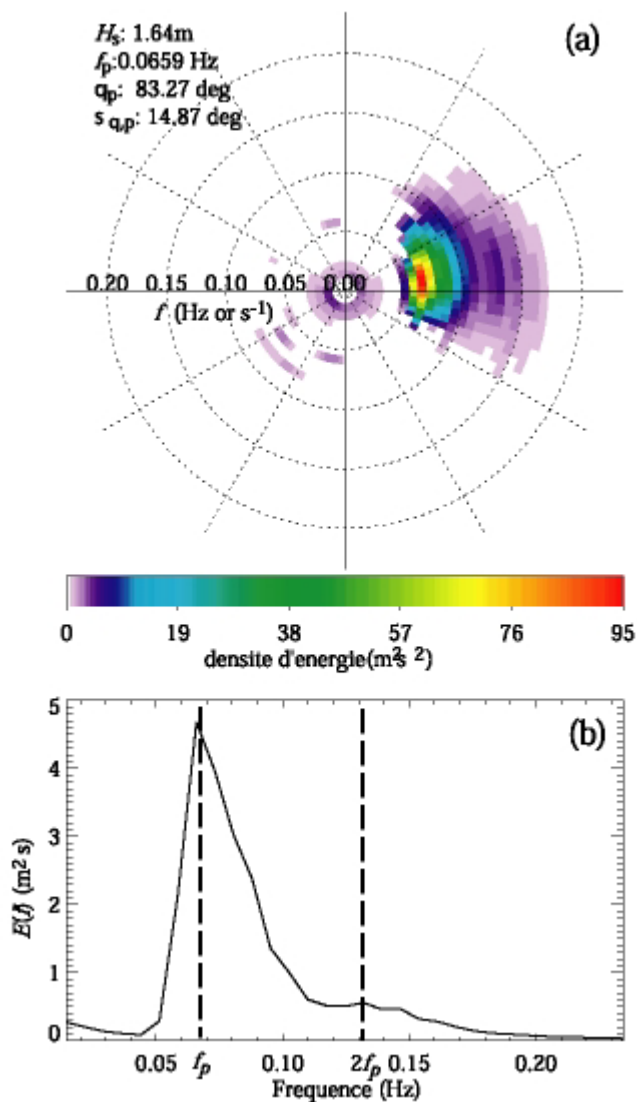 Hs: 1.64m
(a)
fp:0.0659 Hz
qp: 83.27 deg
s q,p: 14.87 deg
0.20 0.15 0.10 0.05 0.00
f (Hz or s-1)
0 19 38 57 76 95
densite d'energie(m2s 2)
(b)
5
4
3
2
1
0
E(f) (m2 s)
0.05 fp 0.10 2fp 0.15 0.20
Frequence (Hz)